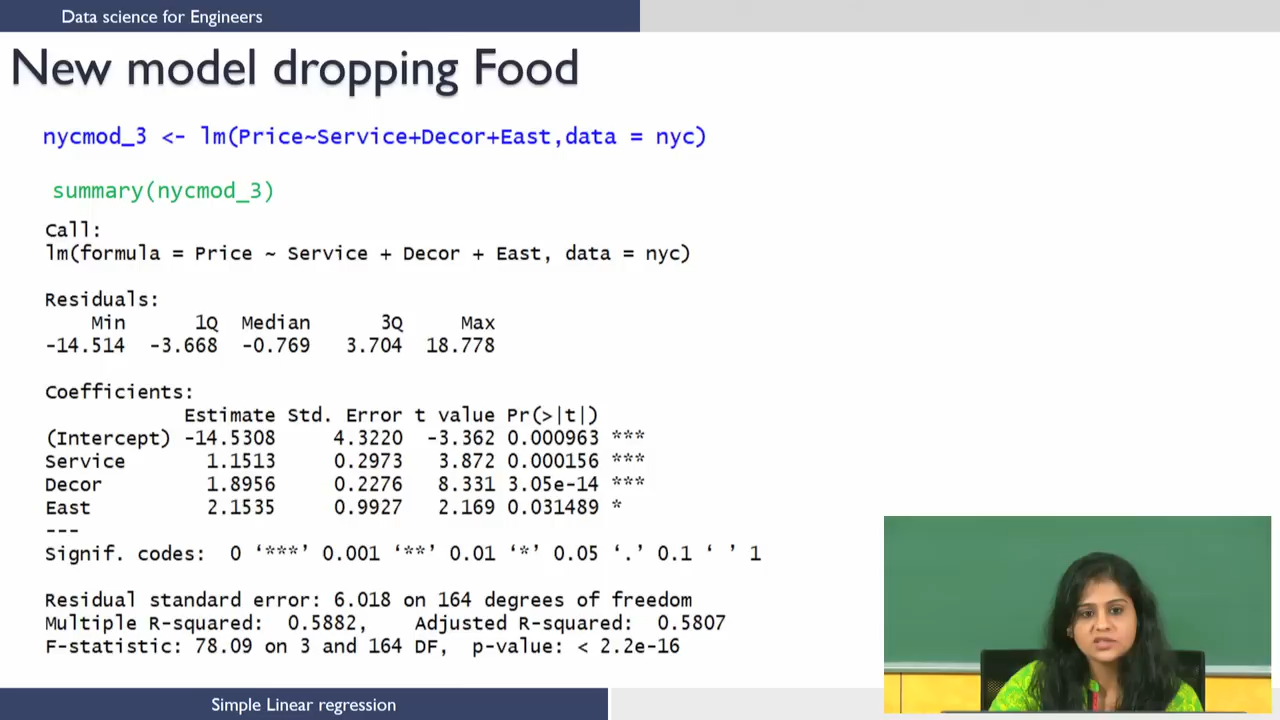 Data science for Engineers
New model dropping Food
nycmod_3 <- lm(Price~Service+Decor+East,data = nyc)
summary(nycmod_3)
Call:
lm(formula = Price ~ Service + Decor + East, data = nyc)
Residuals:
Min 1Q Median 3Q Max
-14.514 -3.668 -0.769 3.704 18.778
Coefficients:
Estimate Std. Error t value Pr(>|t|)
(Intercept) -14.5308 4.3220 -3.362 0.000963 ***
Service 1.1513 0.2973 3.872 0.000156 ***
Decor 1.8956 0.2276 8.331 3.05e-14 ***
East 2.1535 0.9927 2.169 0.031489 *
---
Signif. codes: 0 ‘***’ 0.001 ‘**’ 0.01 ‘*’ 0.05 ‘.’ 0.1 ‘ ’ 1
Residual standard error: 6.018 on 164 degrees of freedom
Multiple R-squared: 0.5882, Adjusted R-squared: 0.5807
F-statistic: 78.09 on 3 and 164 DF, p-value: < 2.2e-16
Simple Linear regression